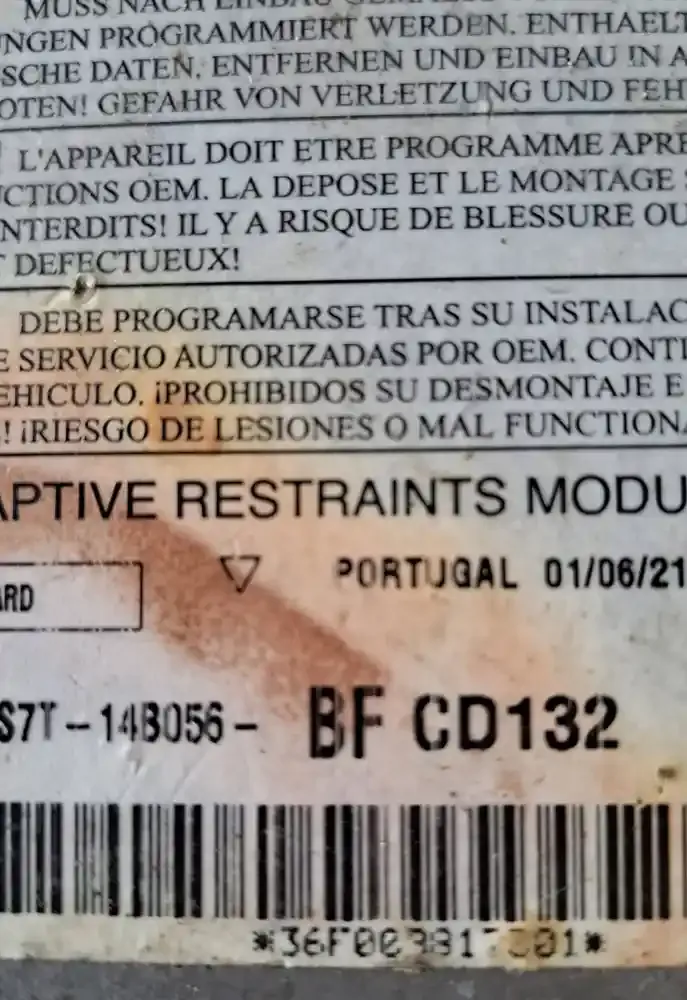 MUSS NACH EINBAU
NGEN PROGRAMMIERT WERDEN. ENTHAELT
SCHE DATEN. ENTFERNEN UND EINBAU IN A
OTEN! GEFAHR VON VERLETZUNG UND FEH
L'APPAREIL DOIT ETRE PROGRAMME APRE
CTIONS OEM. LA DEPOSE ET LE MONTAGE
NTERDITS! IL Y A RISQUE DE BLESSURE OU
T DEFECTUEUX!
DEBE PROGRAMARSE TRAS SU INSTALAC
E SERVICIO AUTORIZADAS POR OEM. CONTI
EHICULO. ¡PROHIBIDOS SU DESMONTAJE E
! ¡RIESGO DE LESIONES O MAL FUNCTIONA
APTIVE RESTRAINTS MODU
ARD PORTUGAL 01/06/21
S7T-14B056- BF CD132